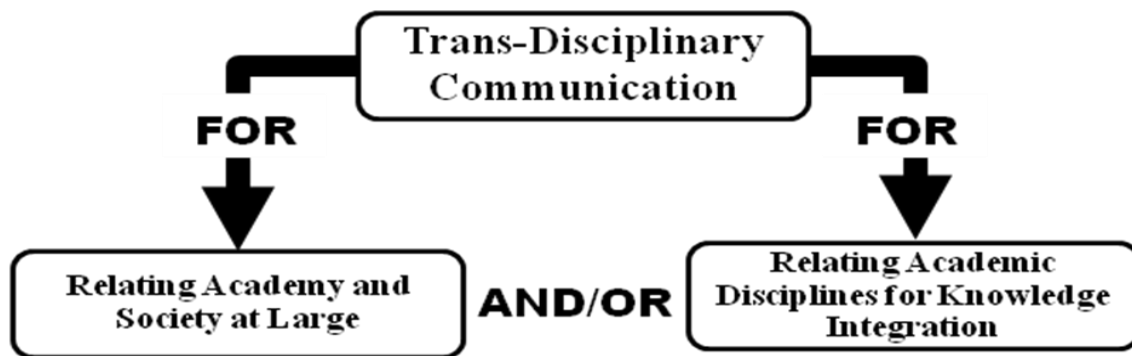 Trans-Disciplinary
Communication
FOR
FOR
Relating Academy and
Society at Large
AND/OR
Relating Academic
Disciplines for Knowledge
Integration